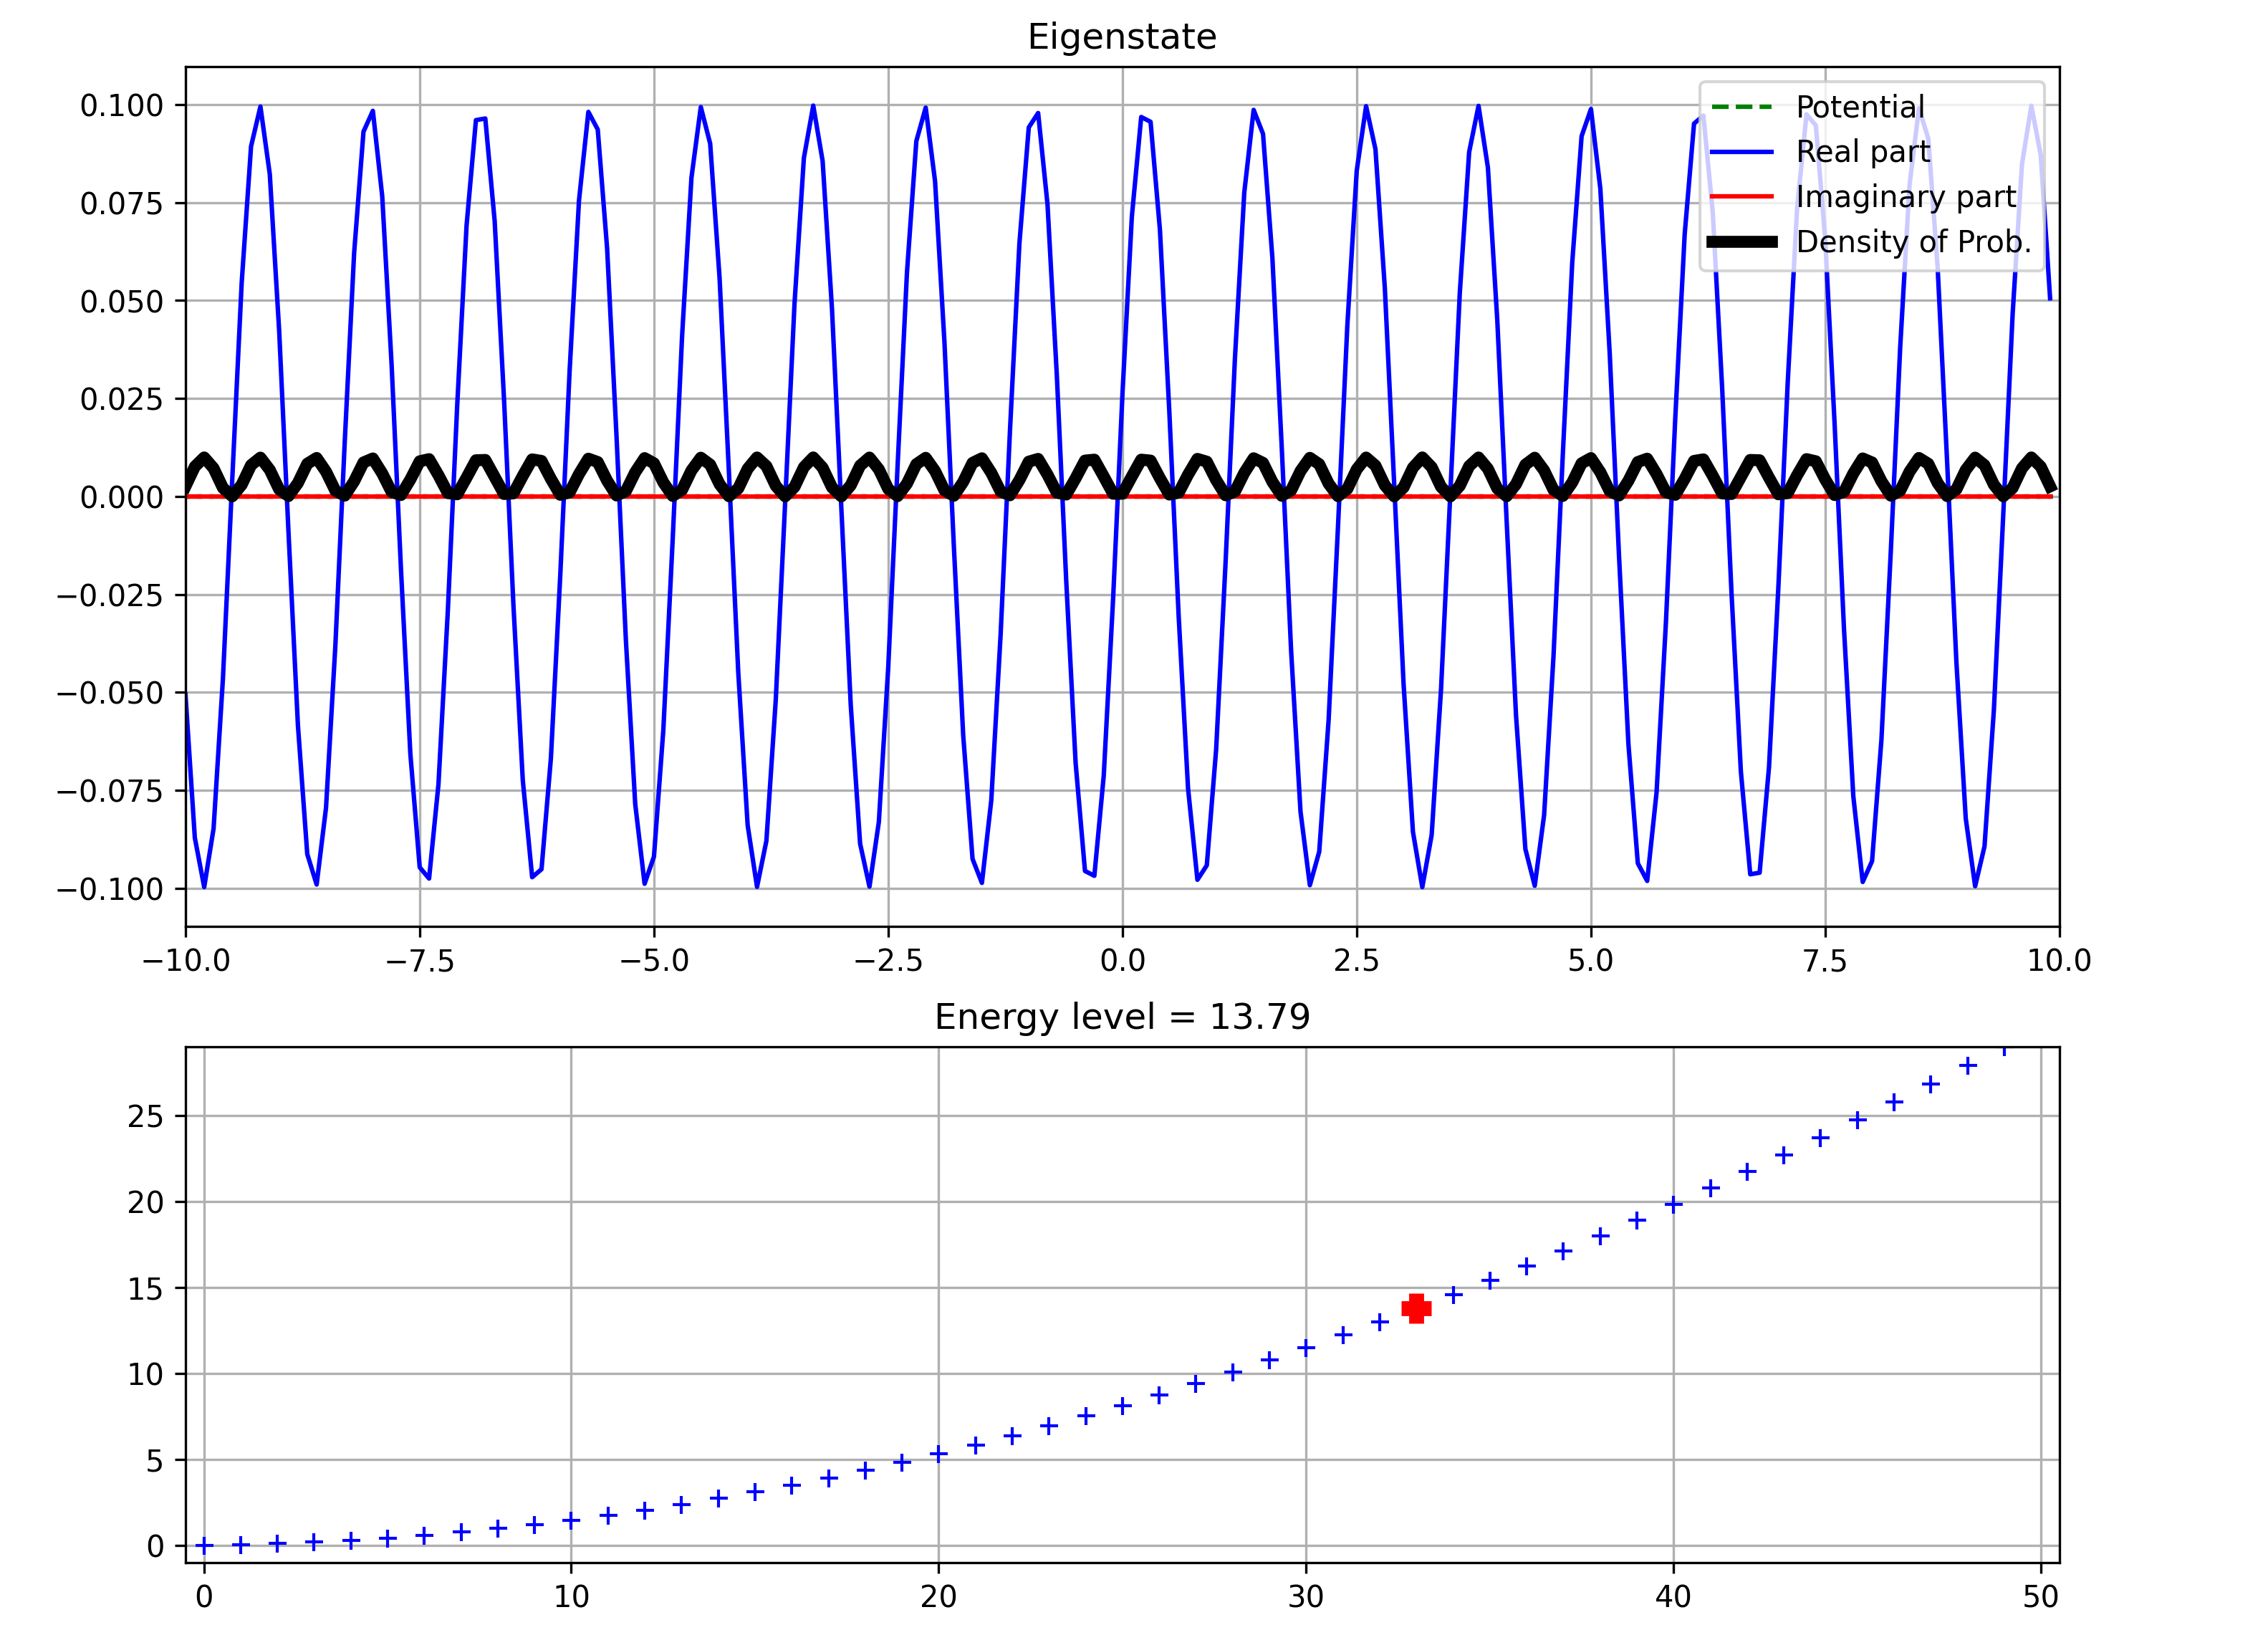 Eigenstate
0.100
0.075
0.050
0.025
0.000
−0.025
−0.050
−0.075
−0.100
Potential
Real part
Imaginary part
Density of Prob.
−10.0 −7.5 −5.0 −2.5 0.0 2.5 5.0 7.5 10.0
Energy level = 13.79
25
20
15
10
5
0
0 10 20 30 40 50